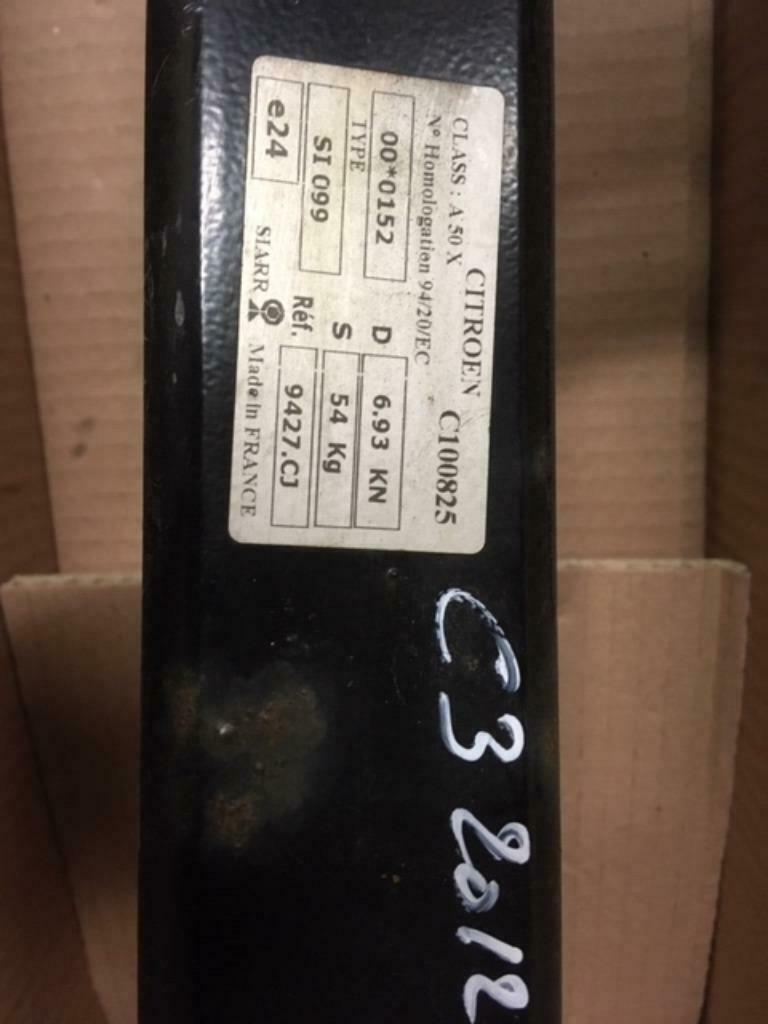 CITROEN C100825
CLASS : A 50 X
N° Homologation 94/20/EC
00*0152 D 6.93 KN
TYPE
SI 099 S 54 Kg
e24 Réf. 9427.CJ
SIARR Made in FRANCE
C3 2012